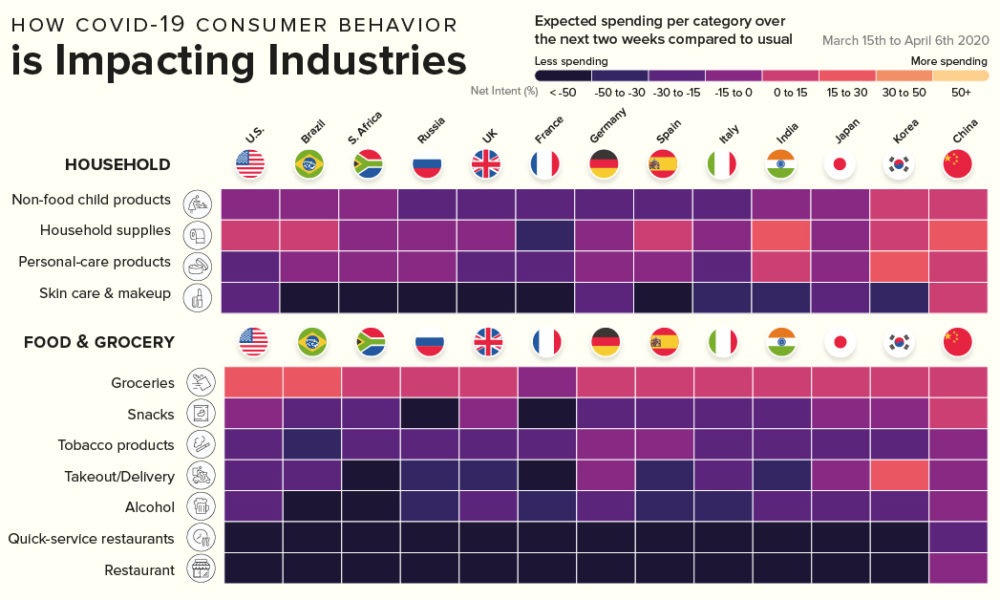 HOW COVID-19 CONSUMER BEHAVIOR
is Impacting Industries
Expected spending per category over
the next two weeks compared to usual
March 15th to April 6th 2020
Less spending
More spending
Net Intent (%)
< -50
-50 to -30
-30 to -15
-15 to 0
0 to 15
15 to 30
30 to 50
50+
U.S.
Brazil
S. Africa
Russia
UK
France
Germany
Spain
Italy
India
Japan
Korea
China
HOUSEHOLD
Non-food child products
Household supplies
Personal-care products
Skin care & makeup
FOOD & GROCERY
Groceries
Snacks
Tobacco products
Takeout/Delivery
Alcohol
Quick-service restaurants
Restaurant